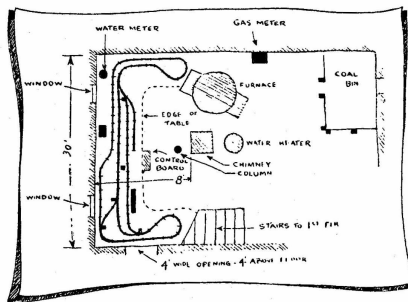 WATER METER
GAS METER
WINDOW
FURNACE
COAL
BIN
EDGE OF
TABLE
30'
WATER HEATER
CONTROL
BOARD
CHIMNEY
COLUMN
8'
WINDOW
STAIRS TO 1ST FLR
4' WIDE OPENING - 4' ABOVE FLOOR